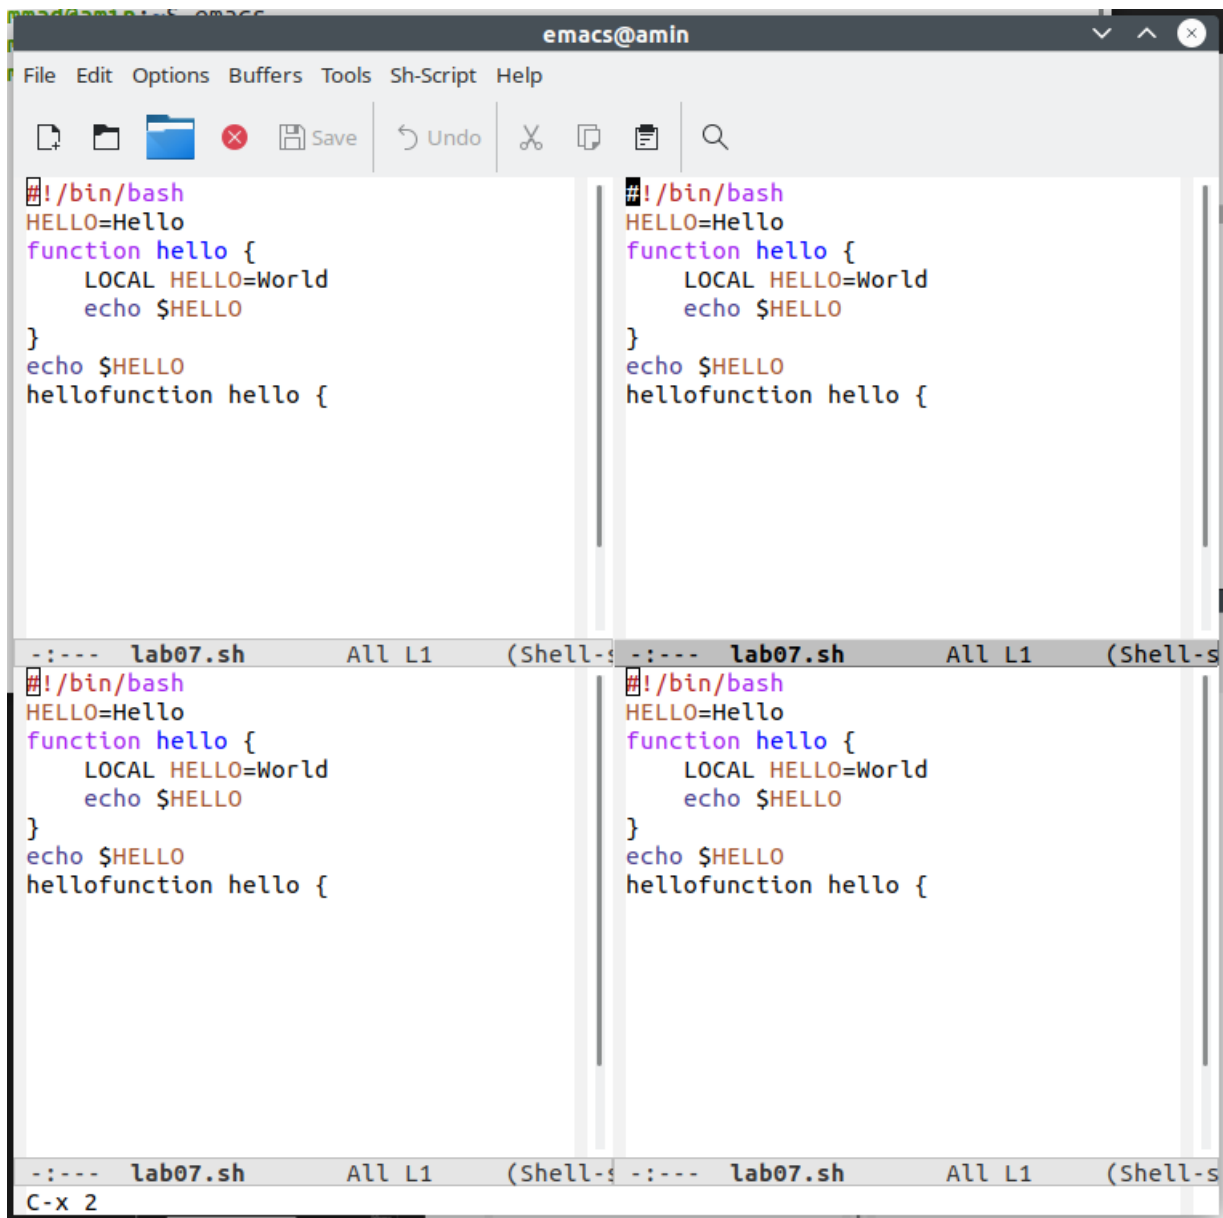 emacs@amin
File Edit Options Buffers Tools Sh-Script Help
Save Undo
#!/bin/bash
HELLO=Hello
function hello {
    LOCAL HELLO=World
    echo $HELLO
}
echo $HELLO
hellofunction hello {
-:--- lab07.sh All L1 (Shell-s
#!/bin/bash
HELLO=Hello
function hello {
    LOCAL HELLO=World
    echo $HELLO
}
echo $HELLO
hellofunction hello {
-:--- lab07.sh All L1 (Shell-s
#!/bin/bash
HELLO=Hello
function hello {
    LOCAL HELLO=World
    echo $HELLO
}
echo $HELLO
hellofunction hello {
-:--- lab07.sh All L1 (Shell-s
#!/bin/bash
HELLO=Hello
function hello {
    LOCAL HELLO=World
    echo $HELLO
}
echo $HELLO
hellofunction hello {
-:--- lab07.sh All L1 (Shell-s
C-x 2